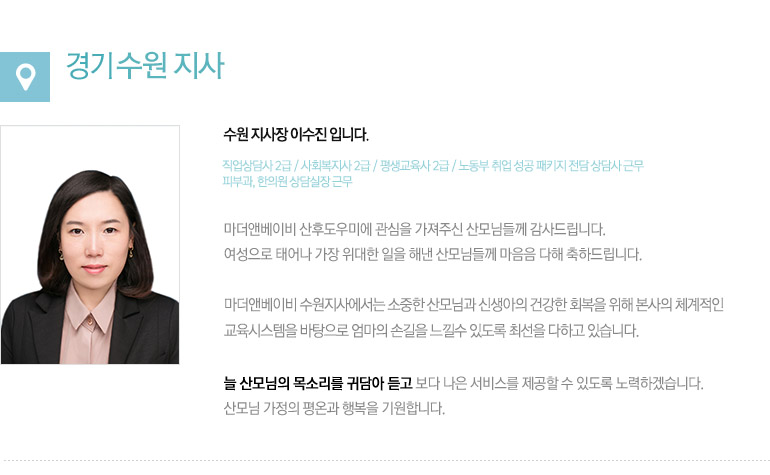 경기수원 지사
수원 지사장 이수진 입니다.
직업상담사 2급 / 사회복지사 2급 / 평생교육사 2급 / 노동부 취업 성공 패키지 전담 상담사 근무
피부과, 한의원 상담실장 근무
마더앤베이비 산후도우미에 관심을 가져주신 산모님들께 감사드립니다.
여성으로 태어나 가장 위대한 일을 해낸 산모님들께 마음음 다해 축하드립니다.
마더앤베이비 수원지사에서는 소중한 산모님과 신생아의 건강한 회복을 위해 본사의 체계적인
교육시스템을 바탕으로 엄마의 손길을 느낄수 있도록 최선을 다하고 있습니다.
늘 산모님의 목소리를 귀담아 듣고 보다 나은 서비스를 제공할 수 있도록 노력하겠습니다.
산모님 가정의 평온과 행복을 기원합니다.